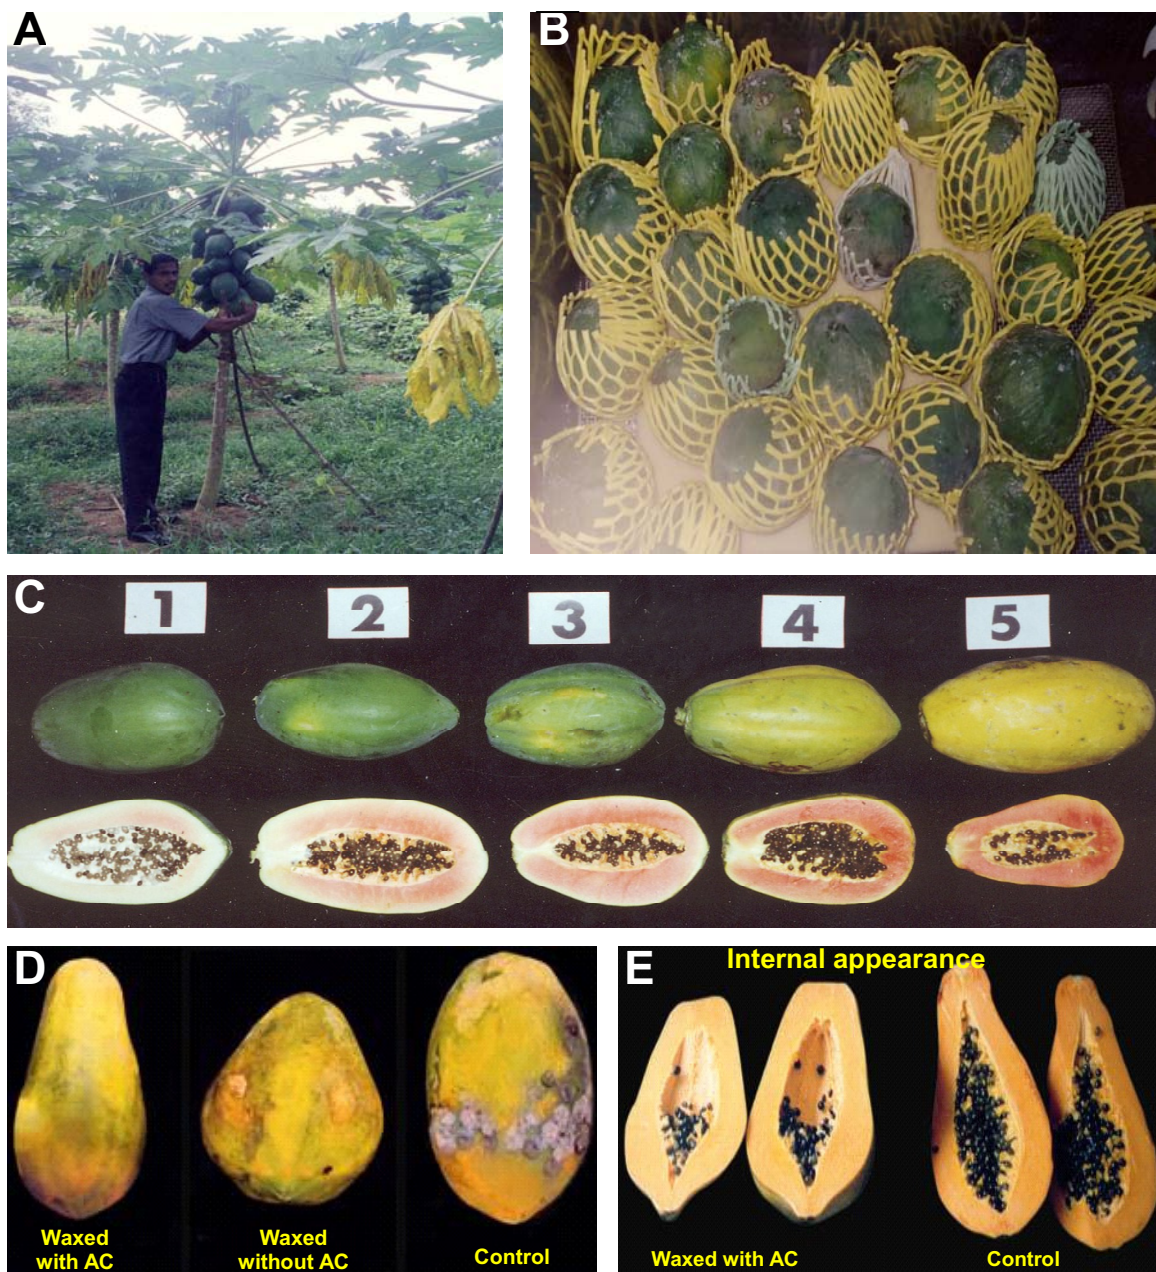 A
B
C
1 2 3 4 5
D
Waxed
with AC
Waxed
without AC
Control
E
Internal appearance
Waxed with AC
Control